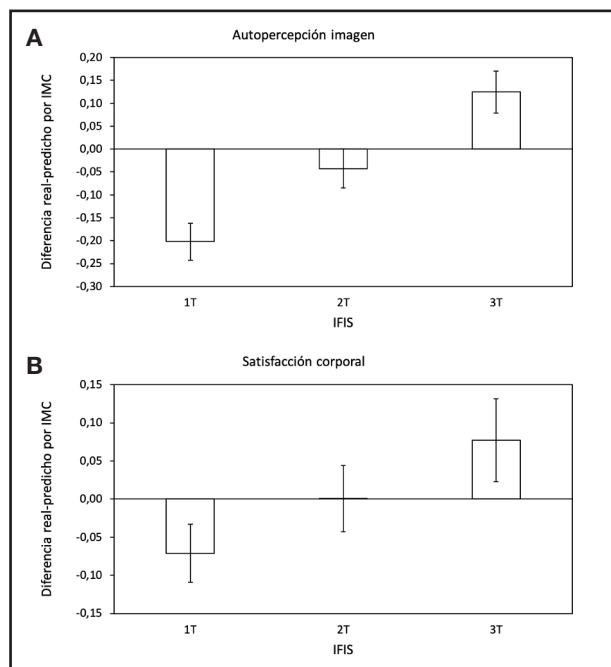 A
Autopercepción imagen
Diferencia real-predicho por IMC
0,20
0,15
0,10
0,05
0,00
-0,05
-0,10
-0,15
-0,20
-0,25
-0,30
1T 2T 3T
IFIS
B
Satisfacción corporal
Diferencia real-predicho por IMC
0,15
0,10
0,05
0,00
-0,05
-0,10
-0,15
1T 2T 3T
IFIS